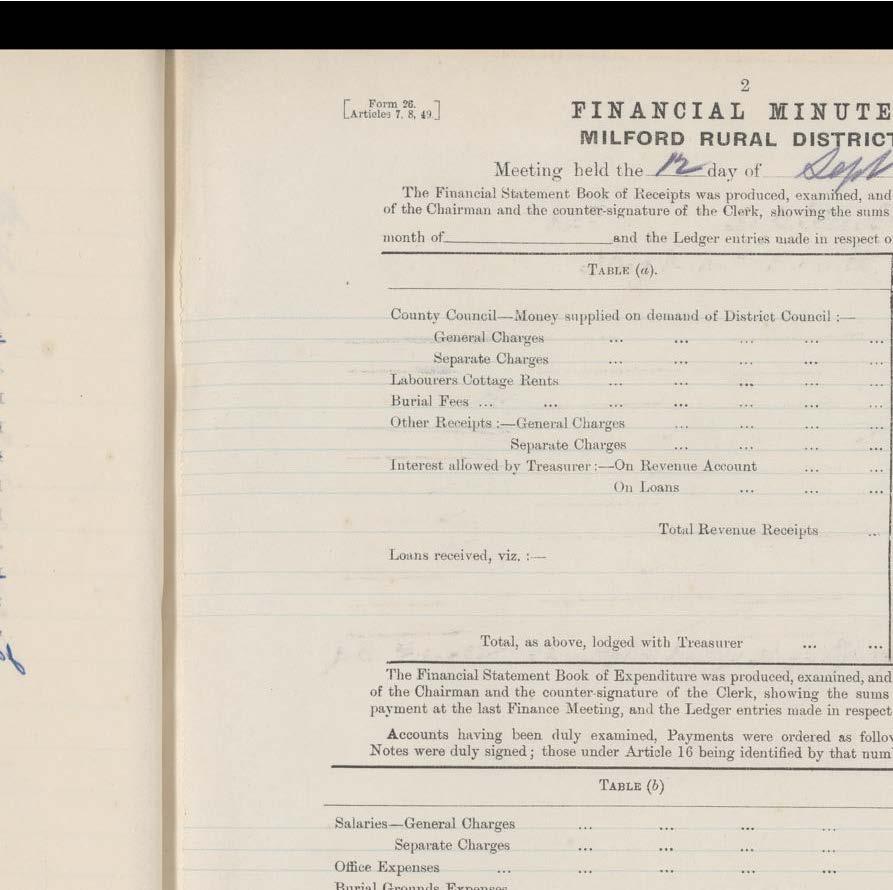 2
Form 26.
[Articles 7, 8, 49.]
FINANCIAL MINUTE
MILFORD RURAL DISTRICT
Meeting held the 12 day of Sept
The Financial Statement Book of Receipts was produced, examined, and
of the Chairman and the counter-signature of the Clerk, showing the sums
month of and the Ledger entries made in respect o
TABLE (a).
County Council—Money supplied on demand of District Council :—
General Charges ... ... ... ... ...
Separate Charges ... ... ... ... ...
Labourers Cottage Rents ... ... ... ... ...
Burial Fees ... ... ... ... ... ... ...
Other Receipts :—General Charges ... ... ... ...
Separate Charges ... ... ... ...
Interest allowed by Treasurer :—On Revenue Account ... ...
On Loans ... ... ...
Total Revenue Receipts ...
Loans received, viz. :—
Total, as above, lodged with Treasurer ... ...
The Financial Statement Book of Expenditure was produced, examined, and
of the Chairman and the counter-signature of the Clerk, showing the sums
payment at the last Finance Meeting, and the Ledger entries made in respect
Accounts having been duly examined, Payments were ordered as follow
Notes were duly signed; those under Article 16 being identified by that num
TABLE (b)
Salaries—General Charges ... ... ... ...
Separate Charges ... ... ... ...
Office Expenses ... ... ... ... ...
Burial Grounds Expenses